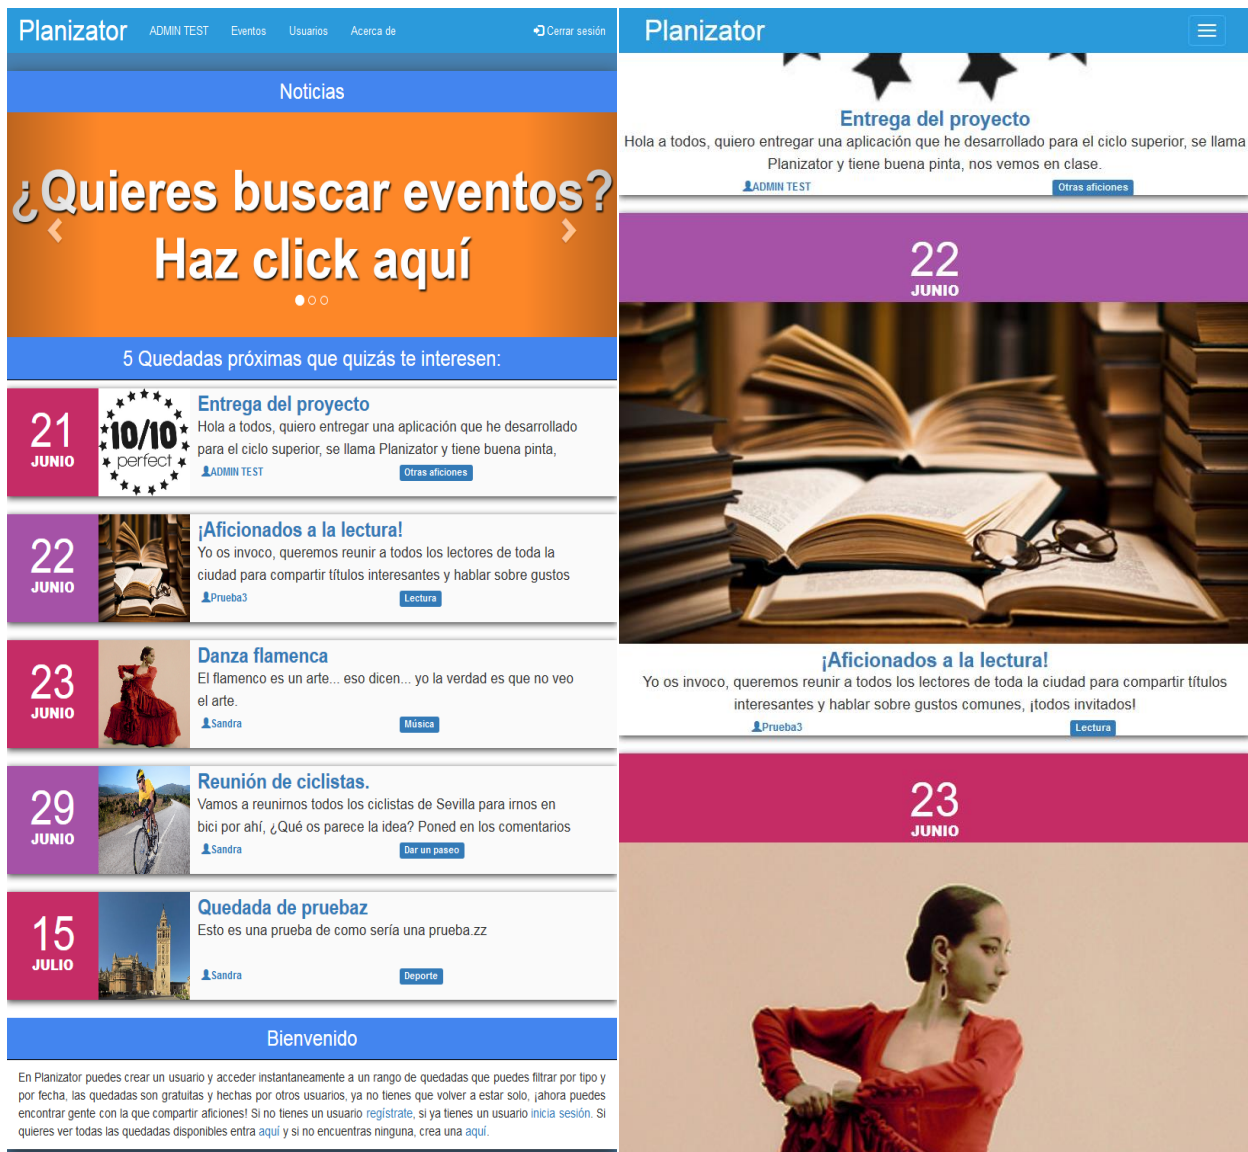 Planizator ADMIN TEST Eventos Usuarios Acerca de Cerrar sesión
Noticias
¿Quieres buscar eventos?
Haz click aquí
5 Quedadas próximas que quizás te interesen:
21
JUNIO
10/10
perfect
Entrega del proyecto
Hola a todos, quiero entregar una aplicación que he desarrollado
para el ciclo superior, se llama Planizator y tiene buena pinta,
ADMIN TEST Otras aficiones
22
JUNIO
¡Aficionados a la lectura!
Yo os invoco, queremos reunir a todos los lectores de toda la
ciudad para compartir títulos interesantes y hablar sobre gustos
Prueba3 Lectura
23
JUNIO
Danza flamenca
El flamenco es un arte... eso dicen... yo la verdad es que no veo
el arte.
Sandra Música
29
JUNIO
Reunión de ciclistas.
Vamos a reunirnos todos los ciclistas de Sevilla para irnos en
bici por ahí, ¿Qué os parece la idea? Poned en los comentarios
Sandra Dar un paseo
15
JULIO
Quedada de pruebaz
Esto es una prueba de como sería una prueba.zz
Sandra Deporte
Bienvenido
En Planizator puedes crear un usuario y acceder instantaneamente a un rango de quedadas que puedes filtrar por tipo y
por fecha, las quedadas son gratuitas y hechas por otros usuarios, ya no tienes que volver a estar solo, ¡ahora puedes
encontrar gente con la que compartir aficiones! Si no tienes un usuario regístrate, si ya tienes un usuario inicia sesión. Si
quieres ver todas las quedadas disponibles entra aquí y si no encuentras ninguna, crea una aquí.
Planizator
Entrega del proyecto
Hola a todos, quiero entregar una aplicación que he desarrollado para el ciclo superior, se llama
Planizator y tiene buena pinta, nos vemos en clase.
ADMIN TEST Otras aficiones
22
JUNIO
¡Aficionados a la lectura!
Yo os invoco, queremos reunir a todos los lectores de toda la ciudad para compartir títulos
interesantes y hablar sobre gustos comunes, ¡todos invitados!
Prueba3 Lectura
23
JUNIO